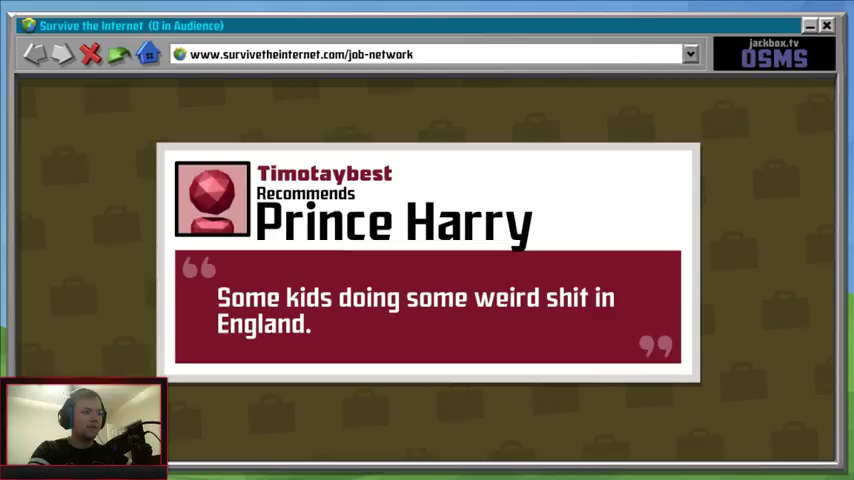 Survive the Internet (0 in Audience)
www.survivetheinternet.com/job-network
jackbox.tv
OSMS
Timotaybest
Recommends
Prince Harry
“
Some kids doing some weird shit in
England.
”